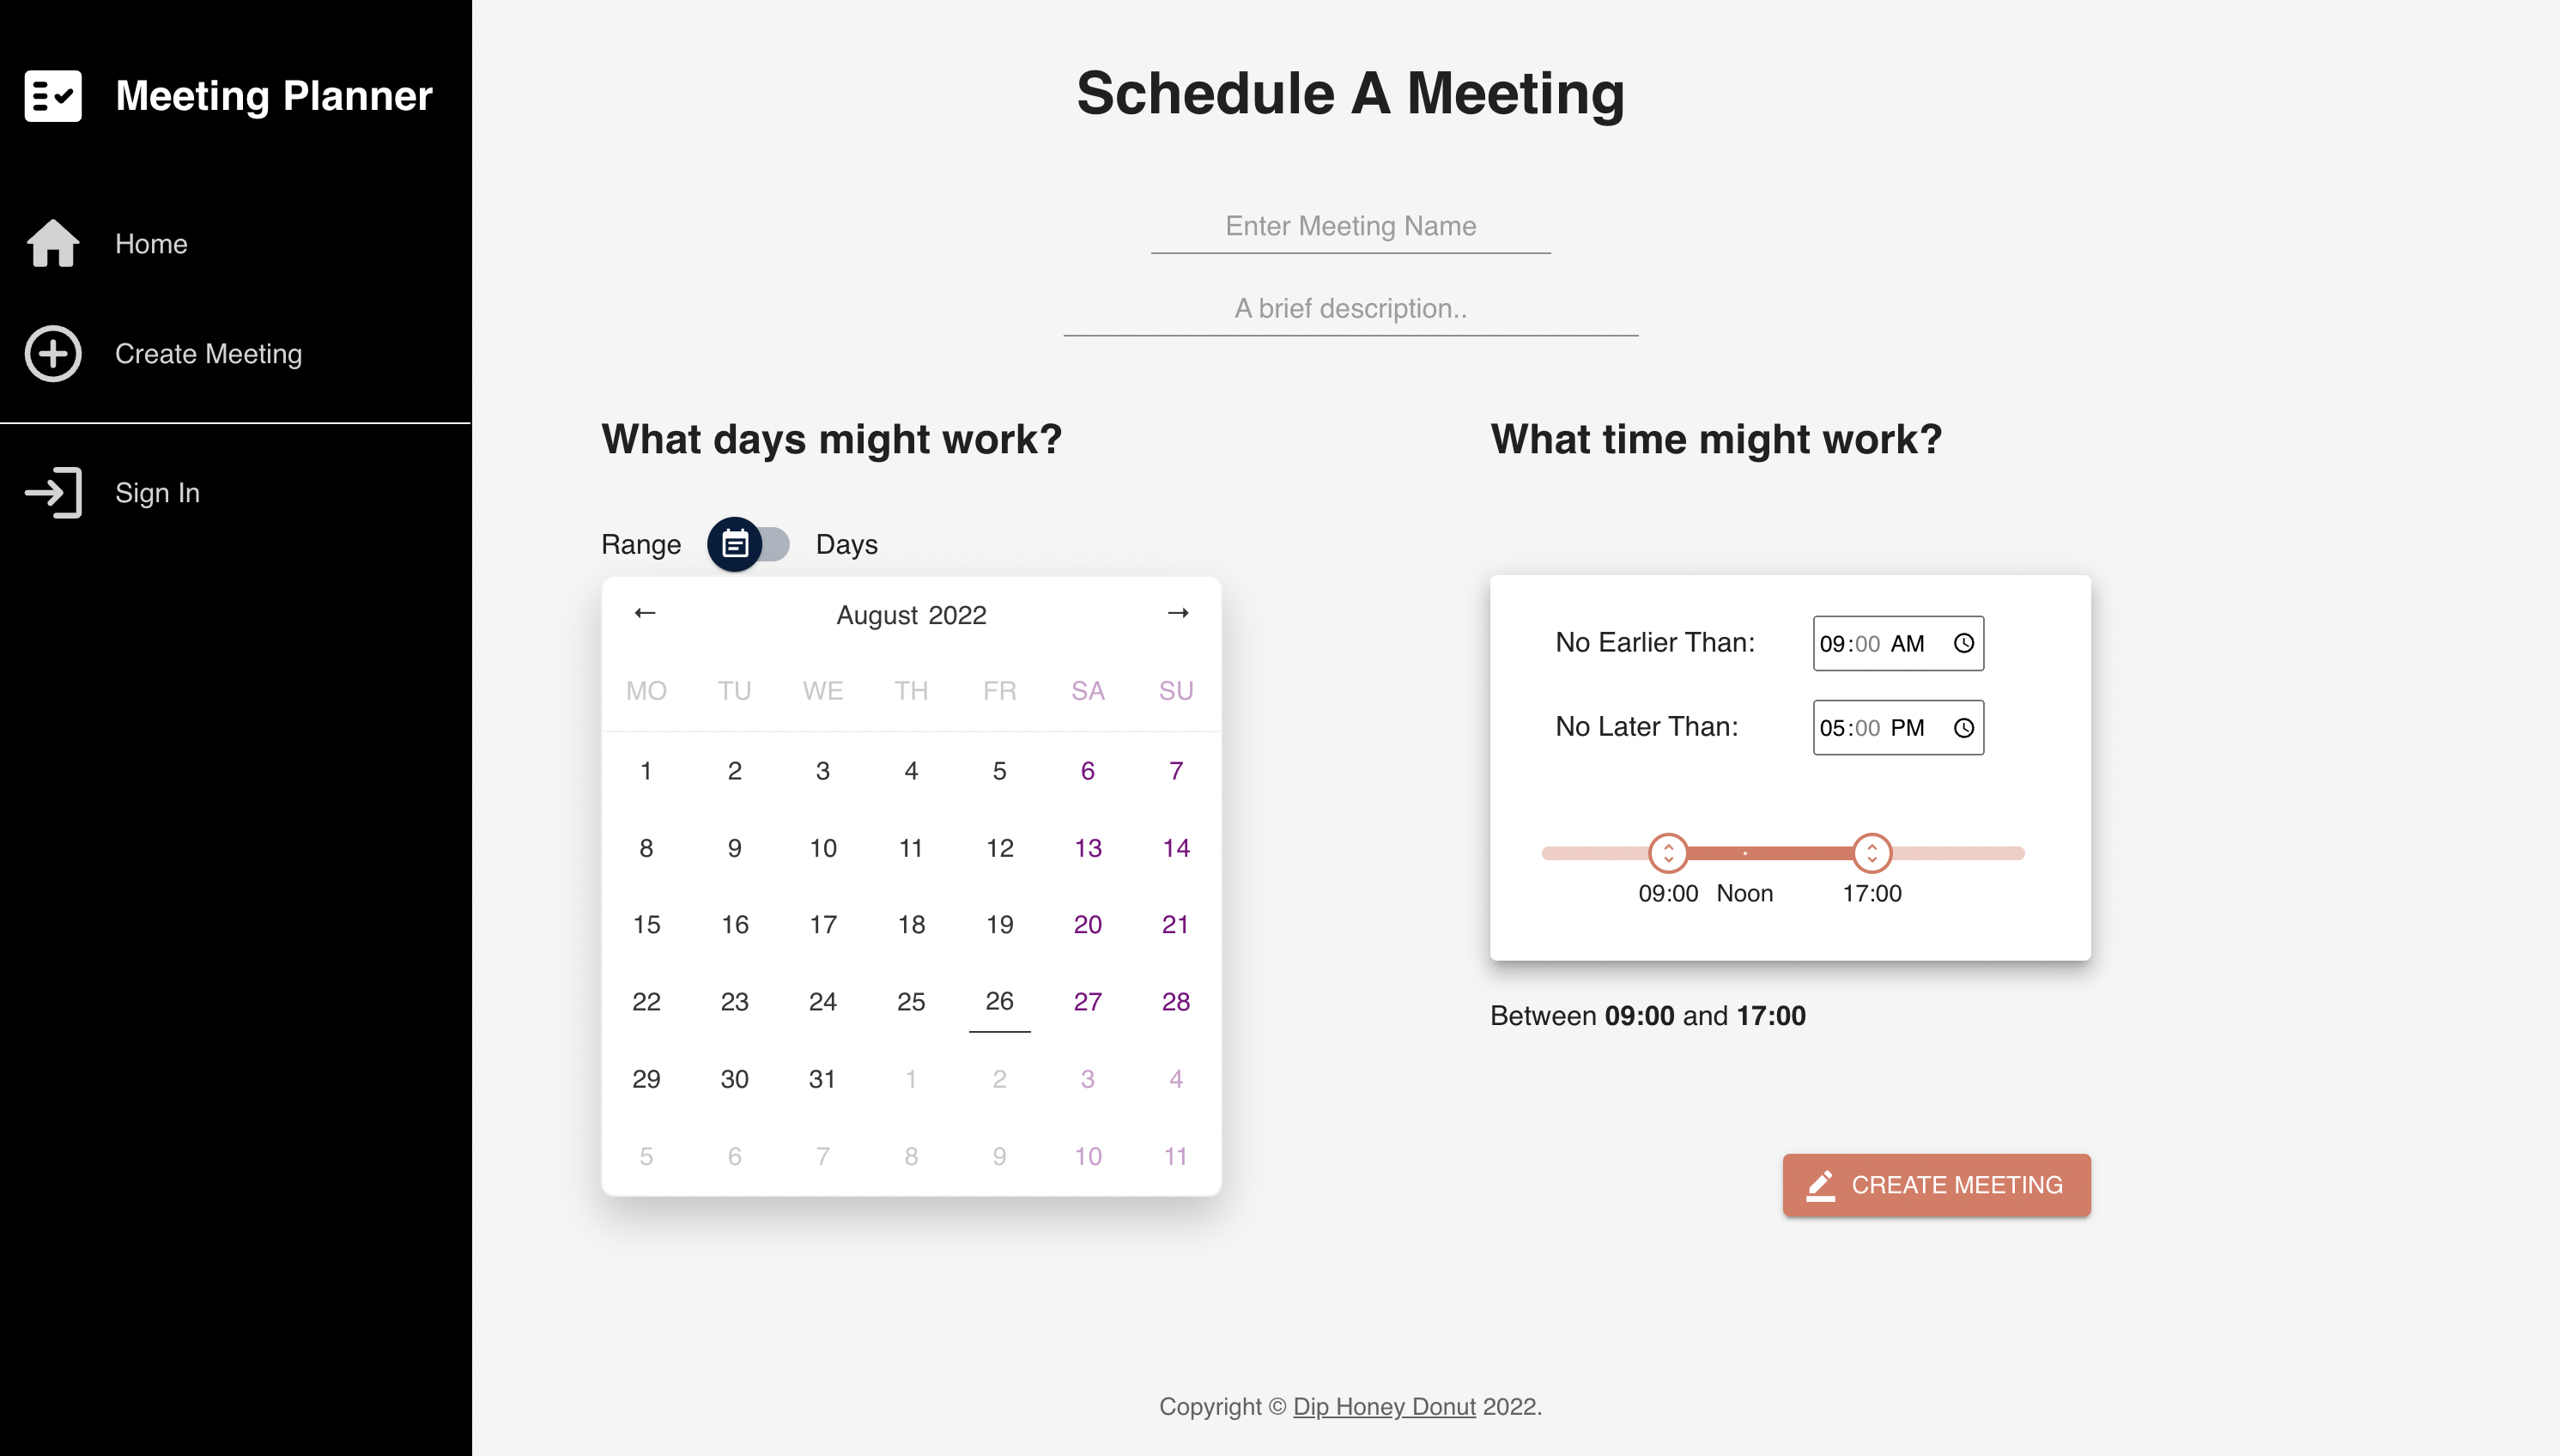 Meeting Planner
Home
Create Meeting
Sign In
Schedule A Meeting
Enter Meeting Name
A brief description..
What days might work?
Range Days
August 2022
MO TU WE TH FR SA SU
1 2 3 4 5 6 7
8 9 10 11 12 13 14
15 16 17 18 19 20 21
22 23 24 25 26 27 28
29 30 31 1 2 3 4
5 6 7 8 9 10 11
What time might work?
No Earlier Than: 09:00 AM
No Later Than: 05:00 PM
09:00 Noon 17:00
Between 09:00 and 17:00
CREATE MEETING
Copyright © Dip Honey Donut 2022.